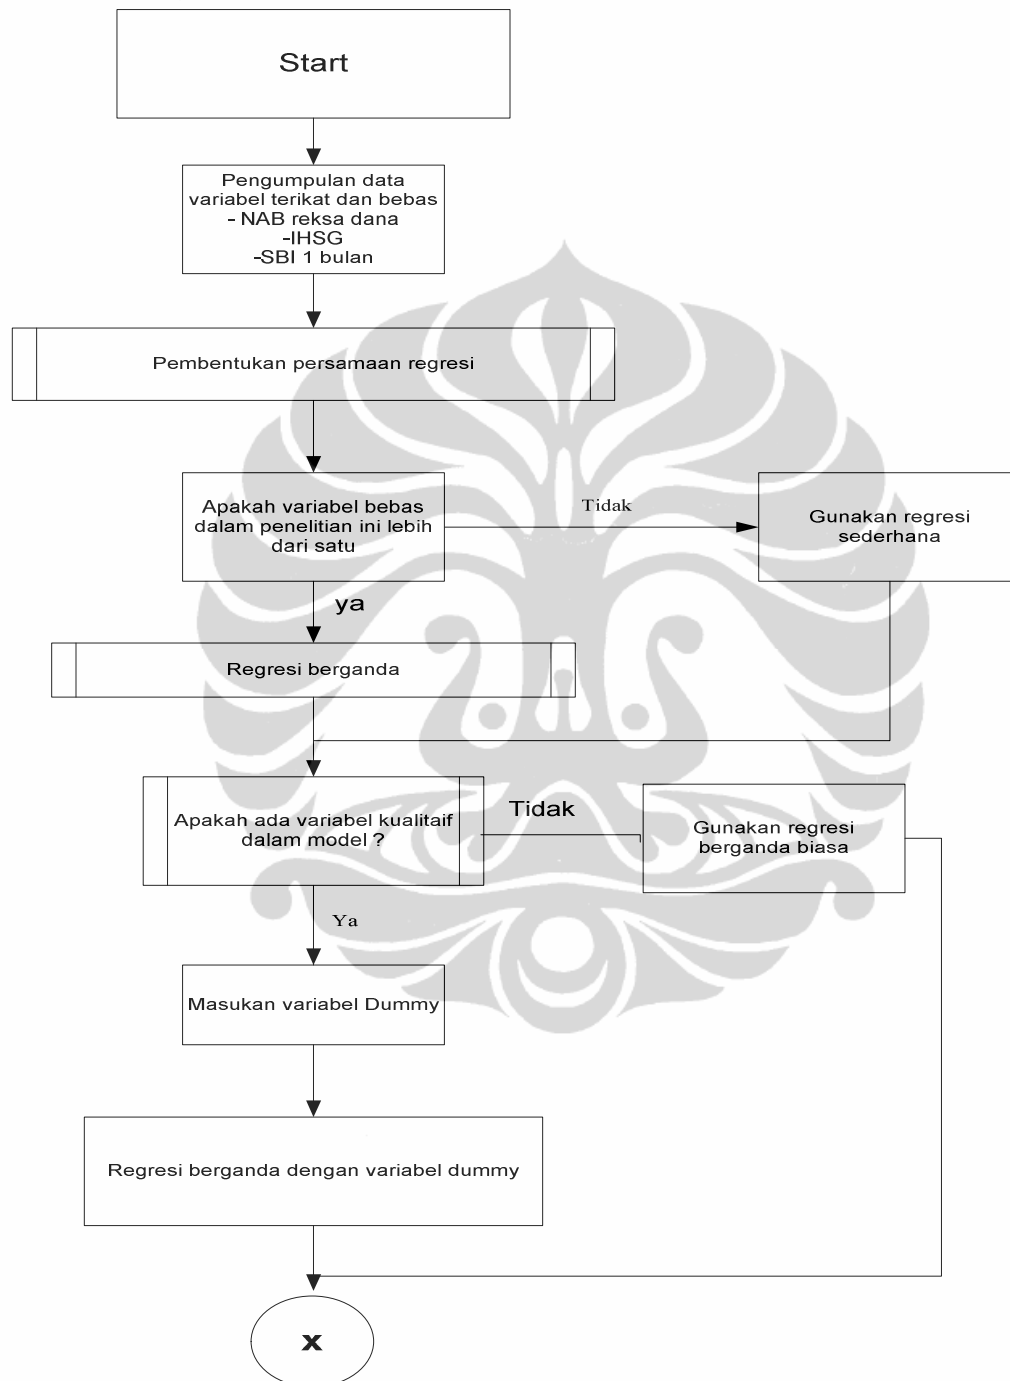 Start
Pengumpulan data
variabel terikat dan bebas
- NAB reksa dana
-IHSG
-SBI 1 bulan
Pembentukan persamaan regresi
Apakah variabel bebas
dalam penelitian ini lebih
dari satu
Tidak
Gunakan regresi
sederhana
ya
Regresi berganda
Apakah ada variabel kualitaif
dalam model ?
Tidak
Gunakan regresi
berganda biasa
Ya
Masukan variabel Dummy
Regresi berganda dengan variabel dummy
x